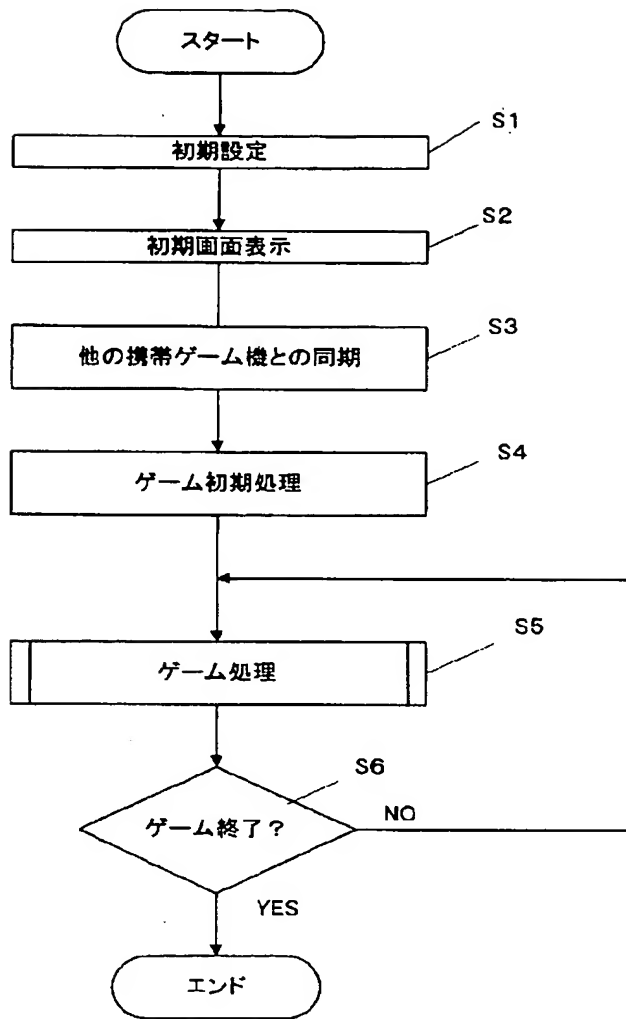 スタート
S1
初期設定
S2
初期画面表示
S3
他の携帯ゲーム機との同期
S4
ゲーム初期処理
S5
ゲーム処理
S6
ゲーム終了?
NO
YES
エンド